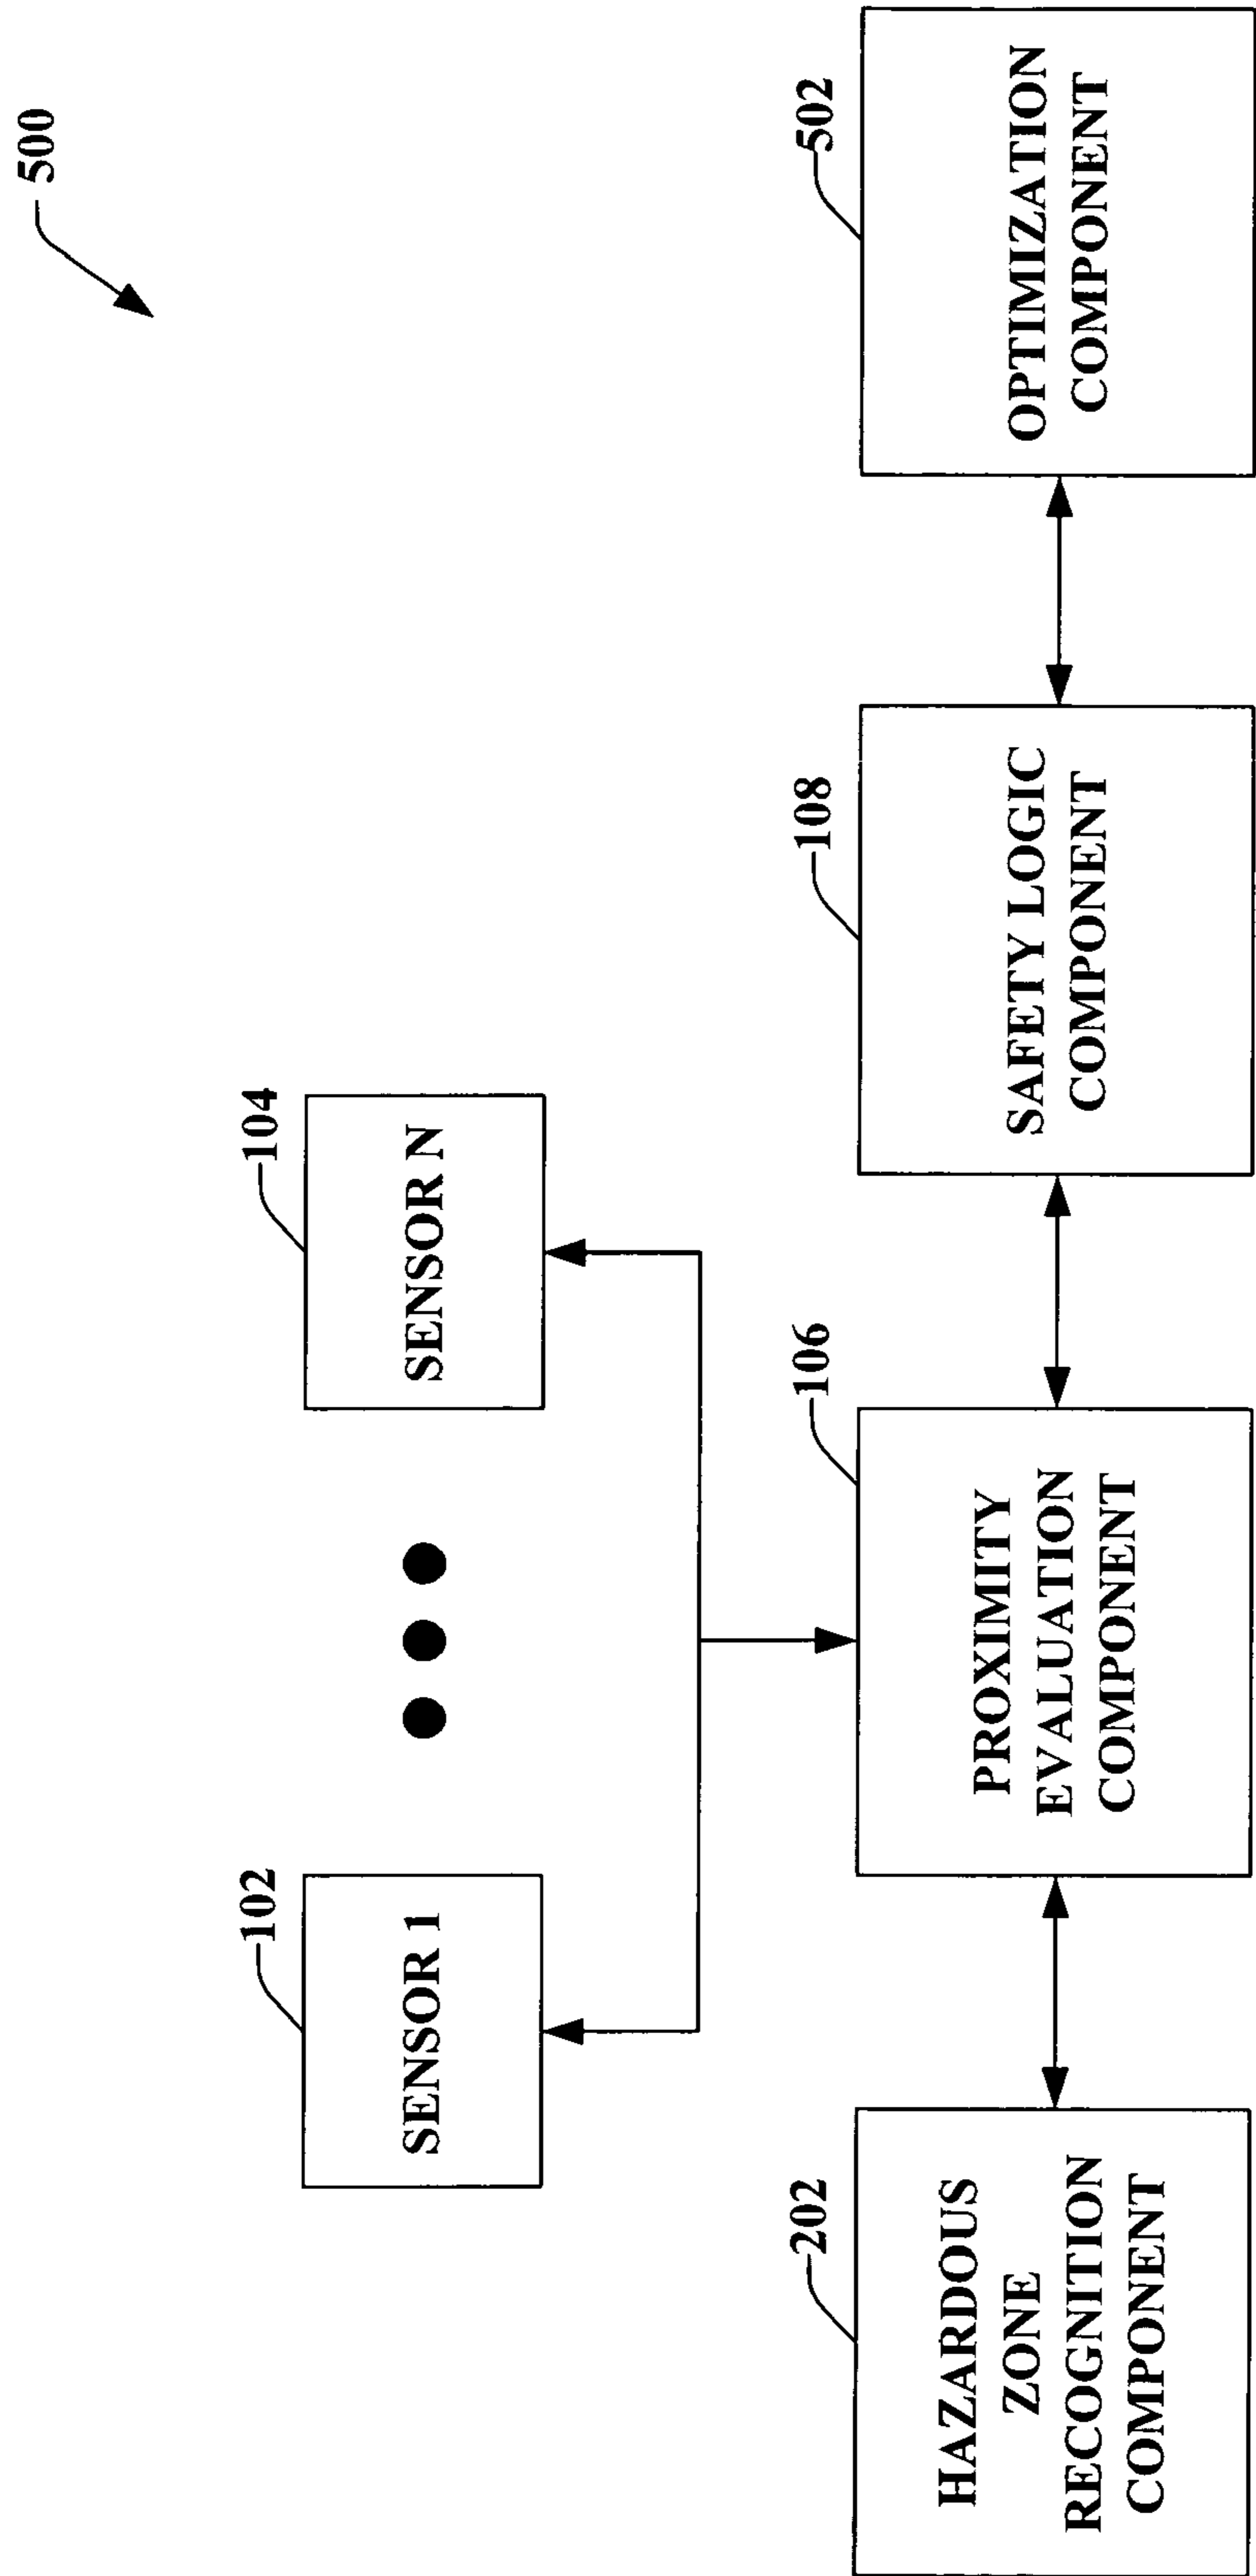 500
102
SENSOR 1
104
SENSOR N
202
HAZARDOUS
ZONE
RECOGNITION
COMPONENT
106
PROXIMITY
EVALUATION
COMPONENT
108
SAFETY LOGIC
COMPONENT
502
OPTIMIZATION
COMPONENT